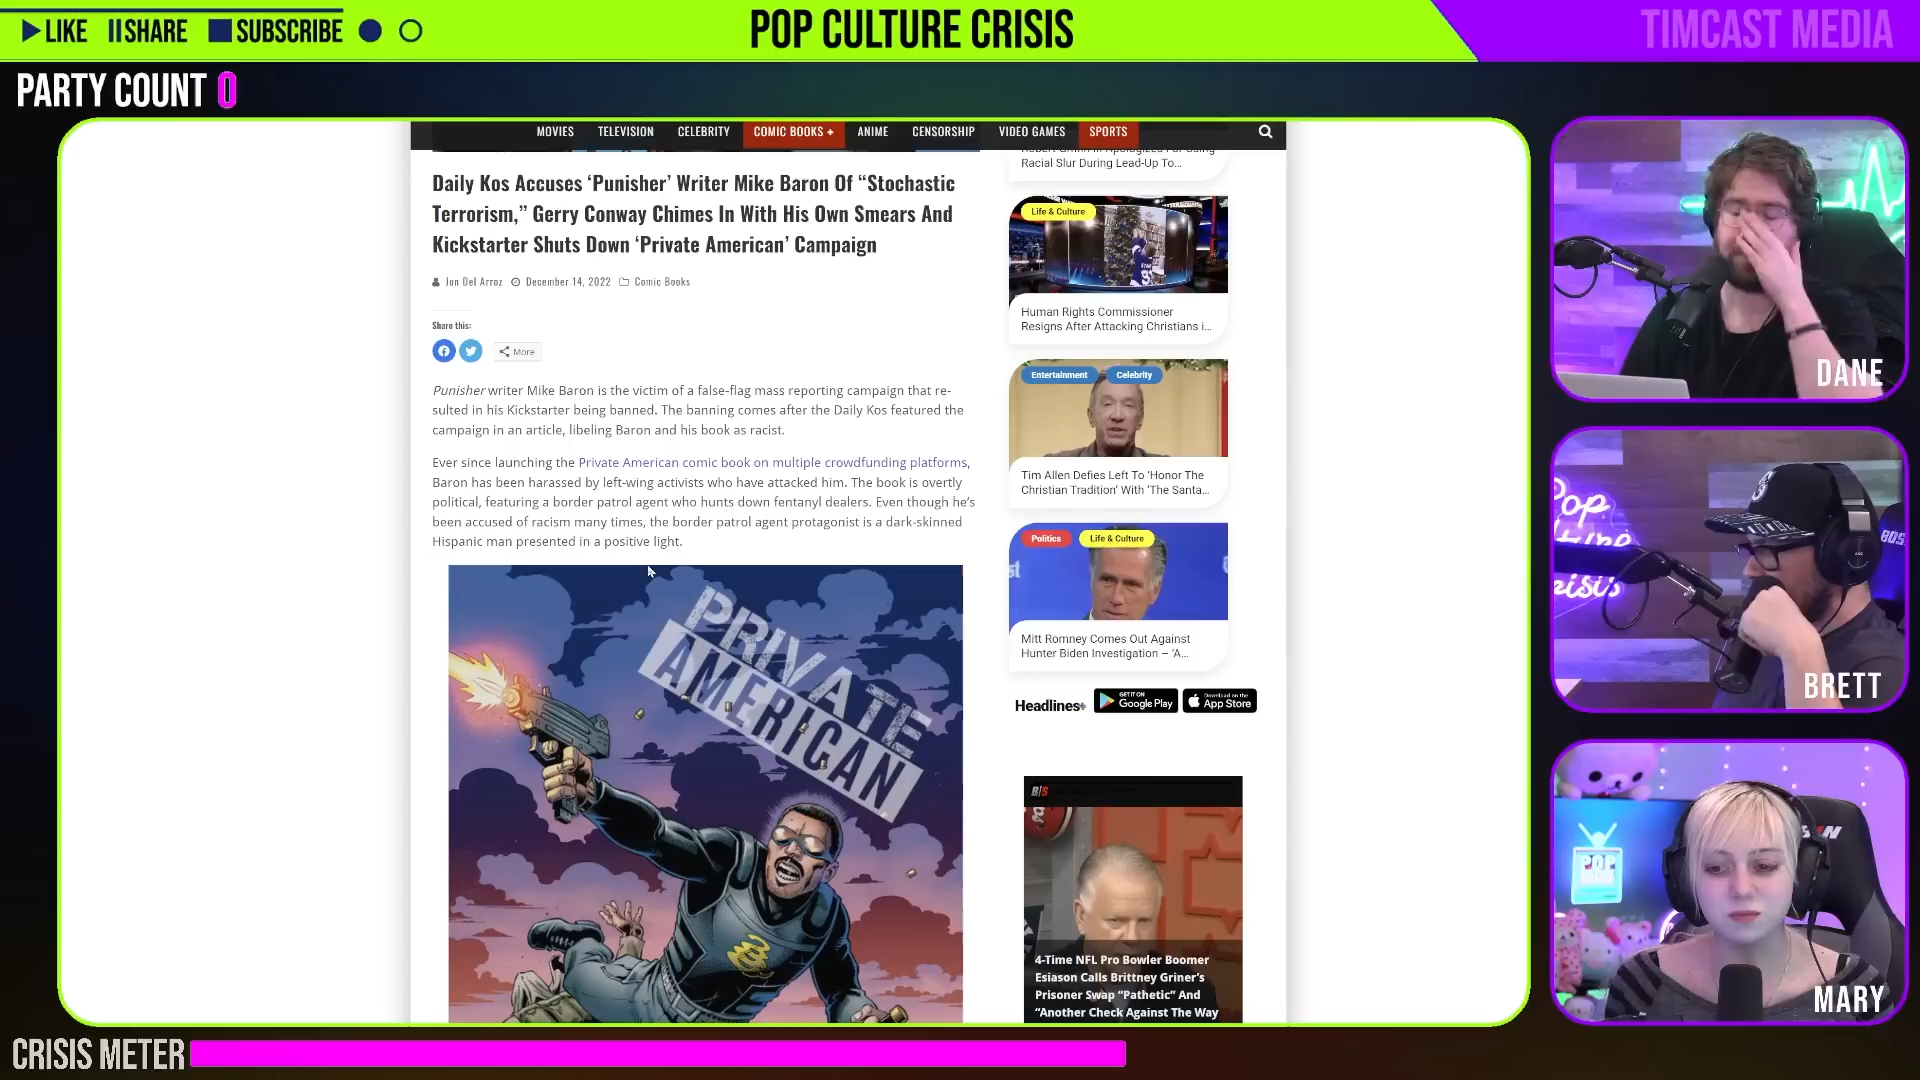 LIKE SHARE SUBSCRIBE
POP CULTURE CRISIS
TIMCAST MEDIA
PARTY COUNT 0
MOVIES TELEVISION CELEBRITY COMIC BOOKS + ANIME CENSORSHIP VIDEO GAMES SPORTS
Daily Kos Accuses ‘Punisher’ Writer Mike Baron Of “Stochastic
Terrorism,” Gerry Conway Chimes In With His Own Smears And
Kickstarter Shuts Down ‘Private American’ Campaign
Jon Del Arroz December 14, 2022 Comic Books
Share this:
More
Punisher writer Mike Baron is the victim of a false-flag mass reporting campaign that re-
sulted in his Kickstarter being banned. The banning comes after the Daily Kos featured the
campaign in an article, libeling Baron and his book as racist.
Ever since launching the Private American comic book on multiple crowdfunding platforms,
Baron has been harassed by left-wing activists who have attacked him. The book is overtly
political, featuring a border patrol agent who hunts down fentanyl dealers. Even though he’s
been accused of racism many times, the border patrol agent protagonist is a dark-skinned
Hispanic man presented in a positive light.
PRIVATE
AMERICAN
Racial Slur During Lead-Up To...
Life & Culture
Human Rights Commissioner
Resigns After Attacking Christians i...
Entertainment Celebrity
Tim Allen Defies Left To ‘Honor The
Christian Tradition’ With ‘The Santa...
Politics Life & Culture
Mitt Romney Comes Out Against
Hunter Biden Investigation – ‘A...
Headlines+
GET IT ON
Google Play
Download on the
App Store
B/S
4-Time NFL Pro Bowler Boomer
Esiason Calls Brittney Griner’s
Prisoner Swap “Pathetic” And
“Another Check Against The Way
DANE
Pop
Crisis
BRETT
POP
MARY
CRISIS METER